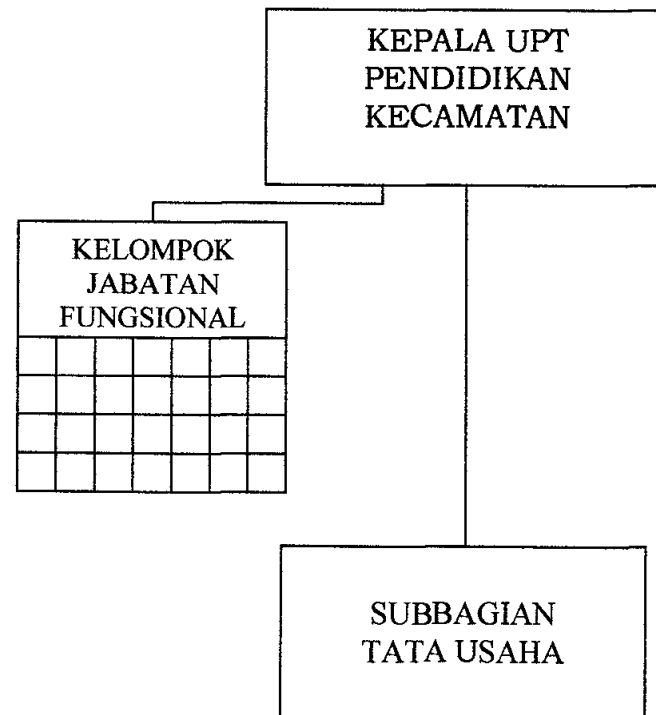 KEPALA UPT
PENDIDIKAN
KECAMATAN
KELOMPOK
JABATAN
FUNGSIONAL
SUBBAGIAN
TATA USAHA